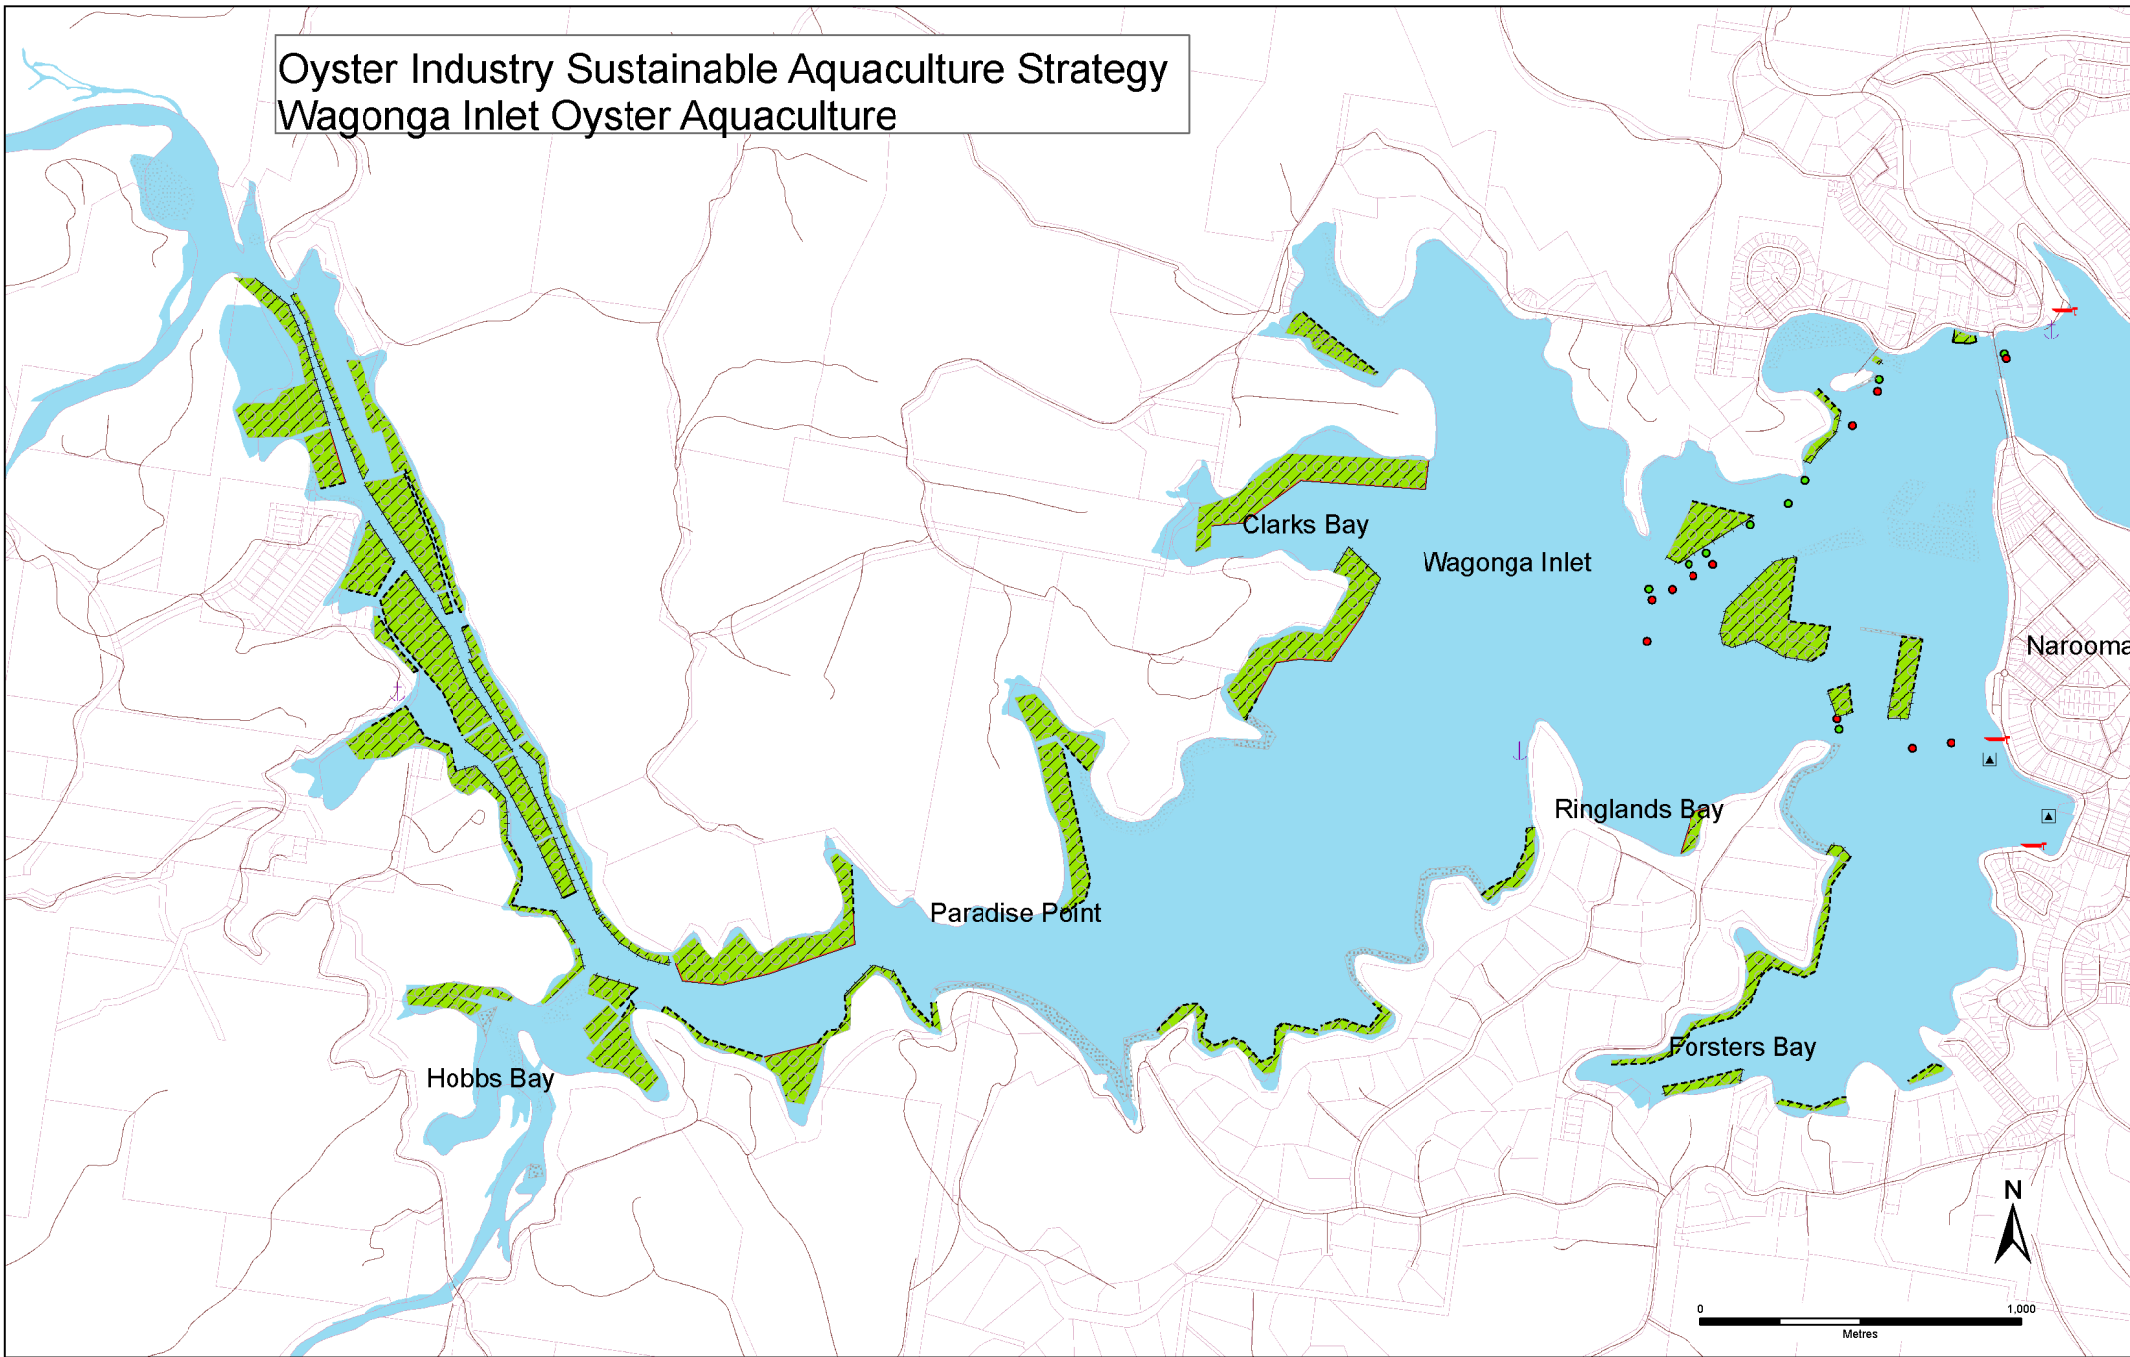 Oyster Industry Sustainable Aquaculture Strategy
Wagonga Inlet Oyster Aquaculture
Clarks Bay
Wagonga Inlet
Narooma
Ringlands Bay
Paradise Point
Forsters Bay
Hobbs Bay
N
0 1,000
Metres